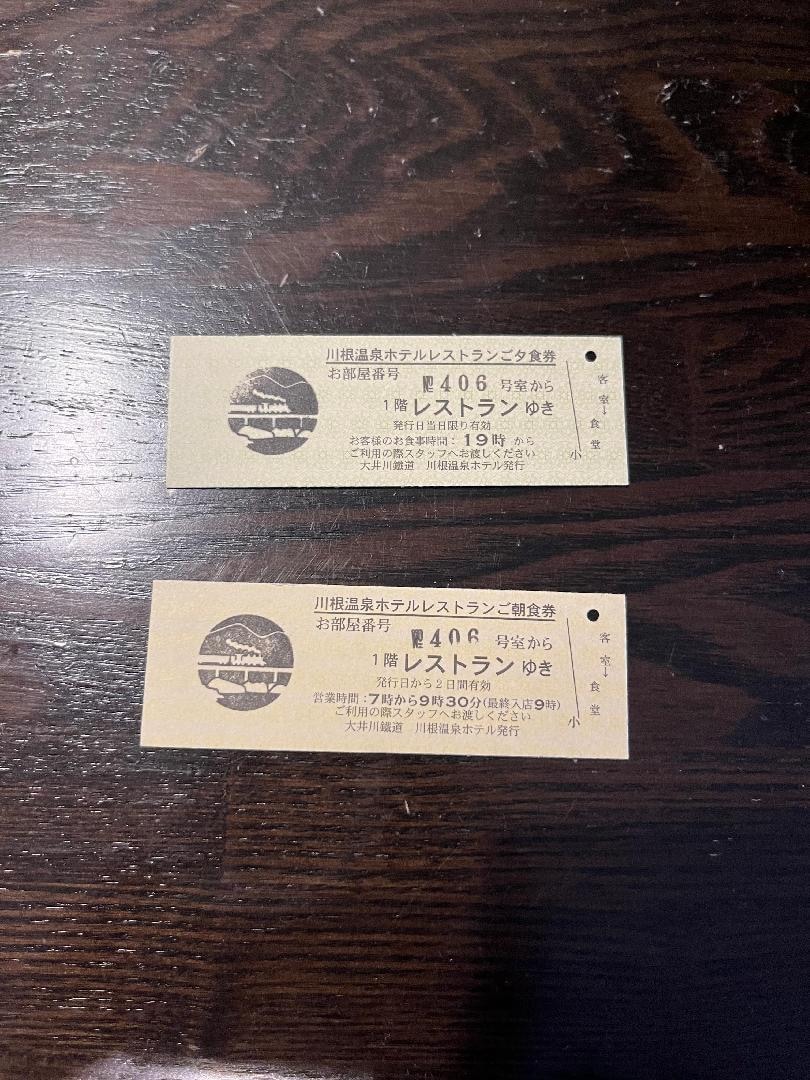 川根温泉ホテルレストランご夕食券
お部屋番号
№406 号室から
1階 レストラン ゆき
発行日当日限り有効
お客様のお食事時間：19時 から
ご利用の際スタッフへお渡しください
大井川鐵道 川根温泉ホテル発行
客室→食堂
小
川根温泉ホテルレストランご朝食券
お部屋番号
№406 号室から
1階 レストラン ゆき
発行日から2日間有効
営業時間：7時から9時30分(最終入店9時)
ご利用の際スタッフへお渡しください
大井川鐵道 川根温泉ホテル発行
客室→食堂
小